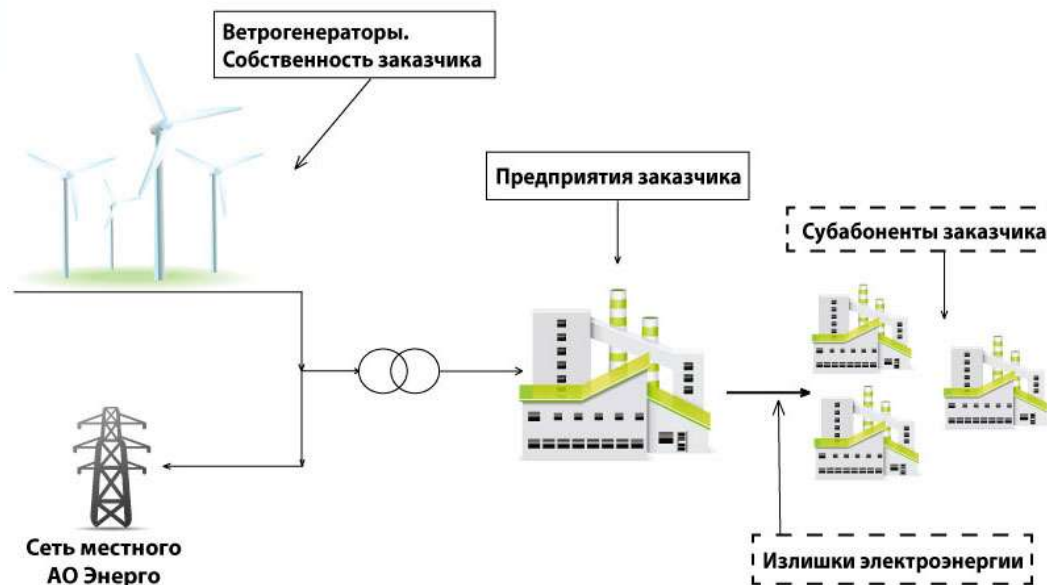 Ветрогенераторы.
Собственность заказчика
Предприятия заказчика
Субабоненты заказчика
Сеть местного
АО Энерго
Излишки электроэнергии